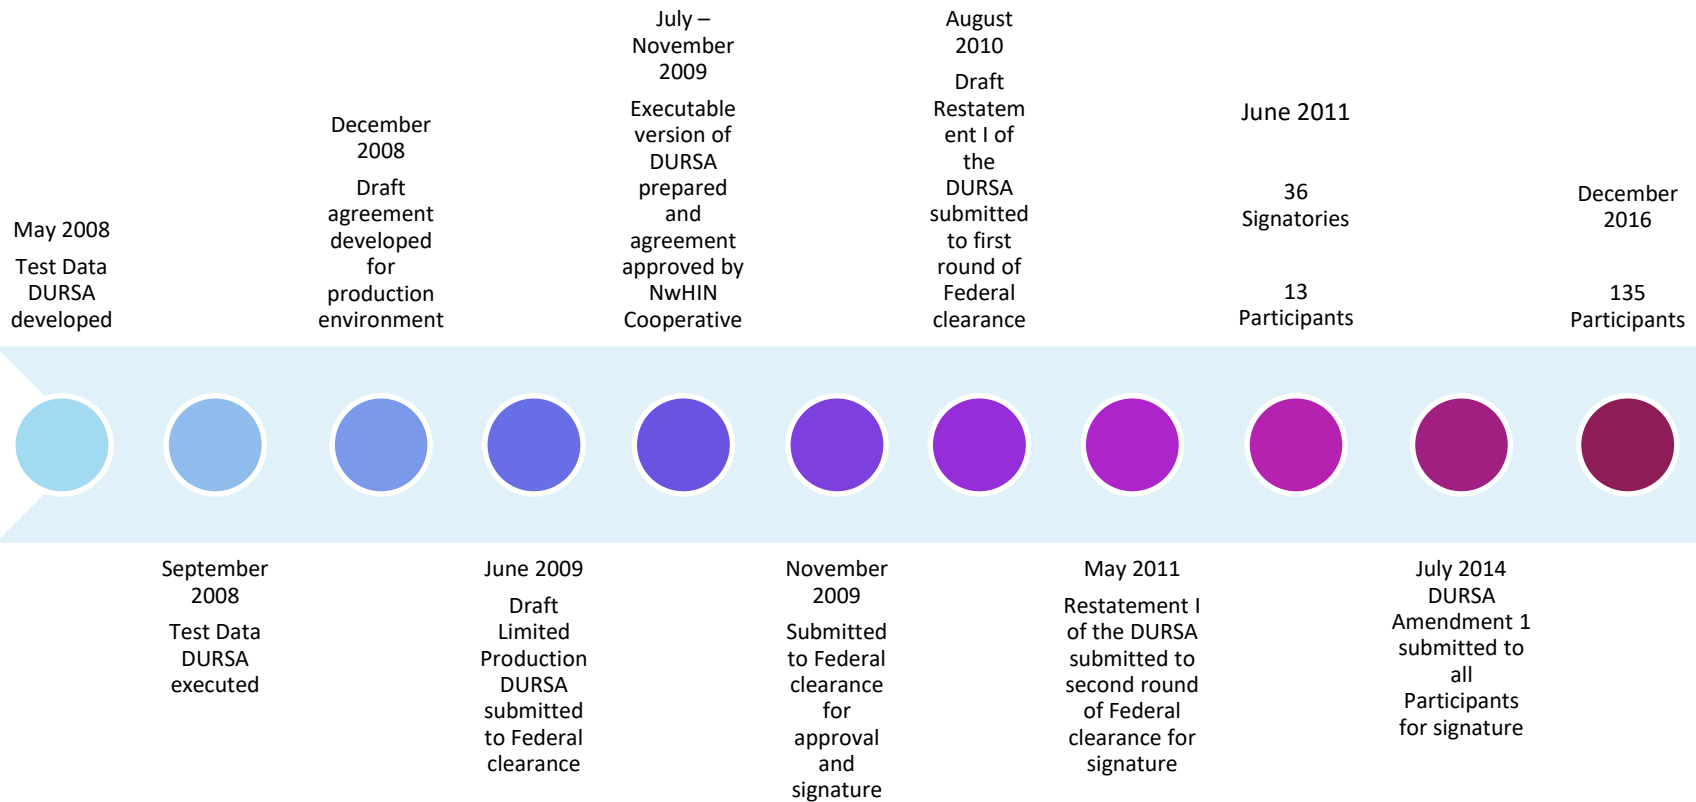 May 2008
Test Data
DURSA
developed
September
2008
Test Data
DURSA
executed
December
2008
Draft
agreement
developed
for
production
environment
June 2009
Draft
Limited
Production
DURSA
submitted
to Federal
clearance
July –
November
2009
Executable
version of
DURSA
prepared
and
agreement
approved by
NwHIN
Cooperative
November
2009
Submitted
to Federal
clearance
for
approval
and
signature
August
2010
Draft
Restatem
ent I of
the
DURSA
submitted
to first
round of
Federal
clearance
May 2011
Restatement I
of the DURSA
submitted to
second round
of Federal
clearance for
signature
June 2011
36
Signatories
13
Participants
July 2014
DURSA
Amendment 1
submitted to
all
Participants
for signature
December
2016
135
Participants